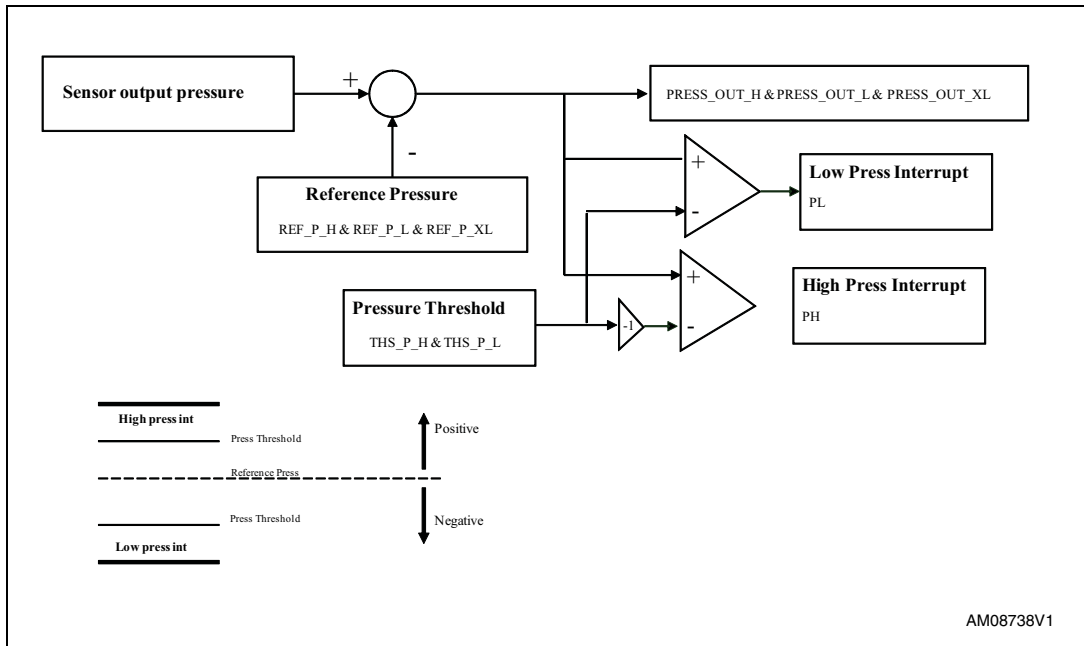 Sensor output pressure
+
-
PRESS_OUT_H & PRESS_OUT_L & PRESS_OUT_XL
Reference Pressure
REF_P_H & REF_P_L & REF_P_XL
+
-
Low Press Interrupt
PL
Pressure Threshold
THS_P_H & THS_P_L
-1
+
-
High Press Interrupt
PH
High press int
Press Threshold
Reference Press
Press Threshold
Low press int
Positive
Negative
AM08738V1